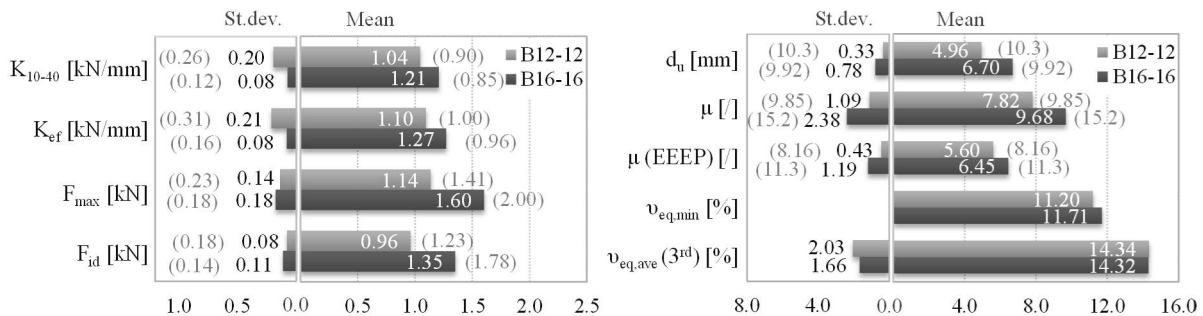 St.dev. Mean
B12-12
B16-16
K10-40 [kN/mm] (0.26) 0.20 1.04 (0.90)
(0.12) 0.08 1.21 (0.85)
Kef [kN/mm] (0.31) 0.21 1.10 (1.00)
(0.16) 0.08 1.27 (0.96)
Fmax [kN] (0.23) 0.14 1.14 (1.41)
(0.18) 0.18 1.60 (2.00)
Fid [kN] (0.18) 0.08 0.96 (1.23)
(0.14) 0.11 1.35 (1.78)
1.0 0.5 0.0 0.5 1.0 1.5 2.0 2.5
St.dev. Mean
B12-12
B16-16
du [mm] (10.3) 0.33 4.96 (10.3)
(9.92) 0.78 6.70 (9.92)
μ [/] (9.85) 1.09 7.82 (9.85)
(15.2) 2.38 9.68 (15.2)
μ (EEEP) [/] (8.16) 0.43 5.60 (8.16)
(11.3) 1.19 6.45 (11.3)
υeq,min [%] 11.20
11.71
υeq,ave (3rd) [%] 2.03 14.34
1.66 14.32
8.0 4.0 0.0 4.0 8.0 12.0 16.0